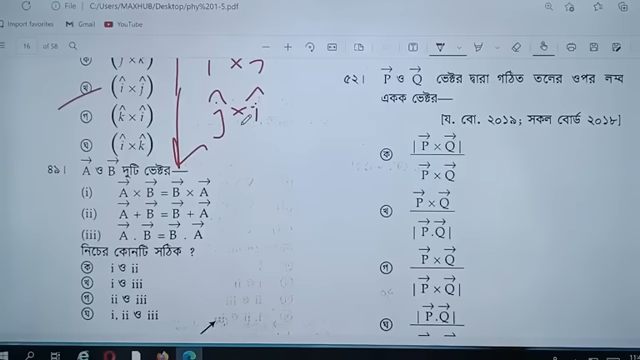 File
C:/Users/MAXHUB/Desktop/phy%201-5.pdf
Import favorites
Gmail
YouTube
16 of 58
(ĵ × k̂)
(খ) (î × ĵ)
(গ) (k̂ × î)
(ঘ) (î × k̂)
ĵ × î
৪৯। A⃗ ও B⃗ দুটি ভেক্টর—
(i) A⃗ × B⃗ = B⃗ × A⃗
(ii) A⃗ + B⃗ = B⃗ + A⃗
(iii) A⃗ . B⃗ = B⃗ . A⃗
নিচের কোনটি সঠিক ?
(ক) i ও ii
(খ) i ও iii
(গ) ii ও iii
(ঘ) i, ii ও iii
৫২। P⃗ ও Q⃗ ভেক্টর দ্বারা গঠিত তলের ওপর লম্ব
একক ভেক্টর—
[য. বো. ২০১৯; সকল বোর্ড ২০১৮]
(ক) |P⃗ × Q⃗|
P⃗ × Q⃗
(খ) P⃗ × Q⃗
|P⃗.Q⃗|
(গ) P⃗ × Q⃗
|P⃗ × Q⃗|
(ঘ) |P⃗.Q⃗|